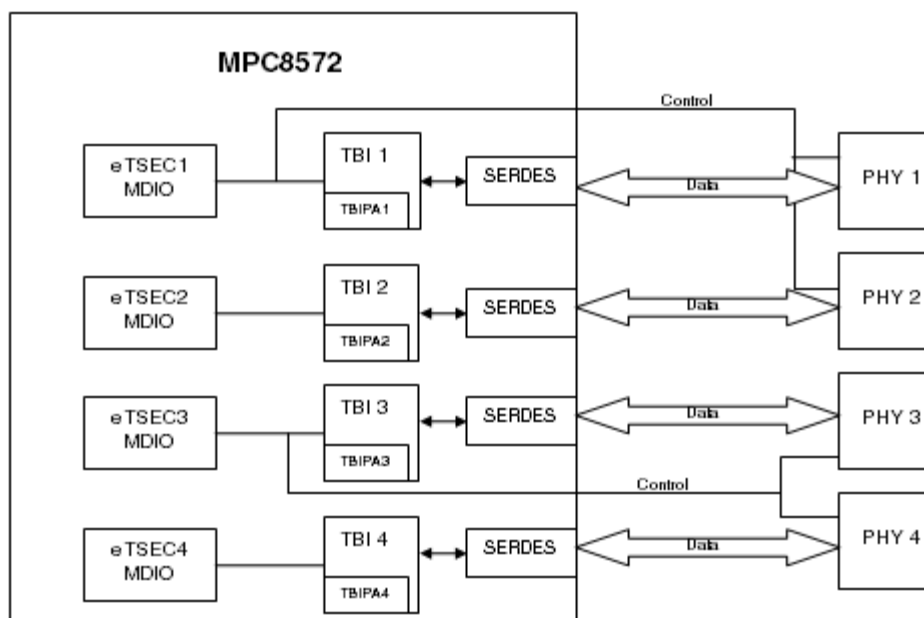 MPC8572
Control
eTSEC1
MDIO
TBI 1
TBIPA1
SERDES
Data
PHY 1
eTSEC2
MDIO
TBI 2
TBIPA2
SERDES
Data
PHY 2
eTSEC3
MDIO
TBI 3
TBIPA3
SERDES
Data
PHY 3
Control
eTSEC4
MDIO
TBI 4
TBIPA4
SERDES
Data
PHY 4